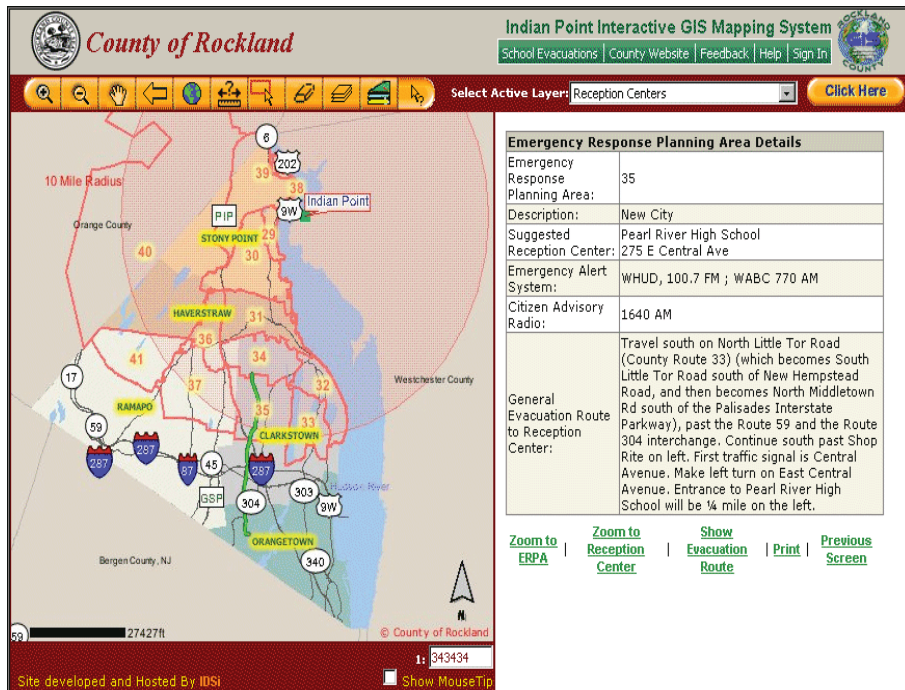 County of Rockland
Indian Point Interactive GIS Mapping System
School Evacuations | County Website | Feedback | Help | Sign In
ROCKLAND
GIS
COUNTY
Select Active Layer: Reception Centers
Click Here
6
202
10 Mile Radius
39
38
Indian Point
9W
PIP
Orange County
STONY POINT
29
30
40
HAVERSTRAW
31
36
34
41
37
32
17
Westchester County
RAMAPO
35
33
59
CLARKSTOWN
287
287
87
45
287
GSP
304
303
Hudson River
9W
ORANGETOWN
340
Bergen County, NJ
N
59
27427ft
© County of Rockland
1: 343434
Site developed and Hosted By IDSi
Show MouseTip
Emergency Response Planning Area Details
Emergency
Response
Planning Area:
35
Description:
New City
Suggested
Reception Center:
Pearl River High School
275 E Central Ave
Emergency Alert
System:
WHUD, 100.7 FM ; WABC 770 AM
Citizen Advisory
Radio:
1640 AM
General
Evacuation Route
to Reception
Center:
Travel south on North Little Tor Road
(County Route 33) (which becomes South
Little Tor Road south of New Hempstead
Road, and then becomes North Middletown
Rd south of the Palisades Interstate
Parkway), past the Route 59 and the Route
304 interchange. Continue south past Shop
Rite on left. First traffic signal is Central
Avenue. Make left turn on East Central
Avenue. Entrance to Pearl River High
School will be ¼ mile on the left.
Zoom to
ERPA
|
Zoom to
Reception
Center
|
Show
Evacuation
Route
| Print |
Previous
Screen